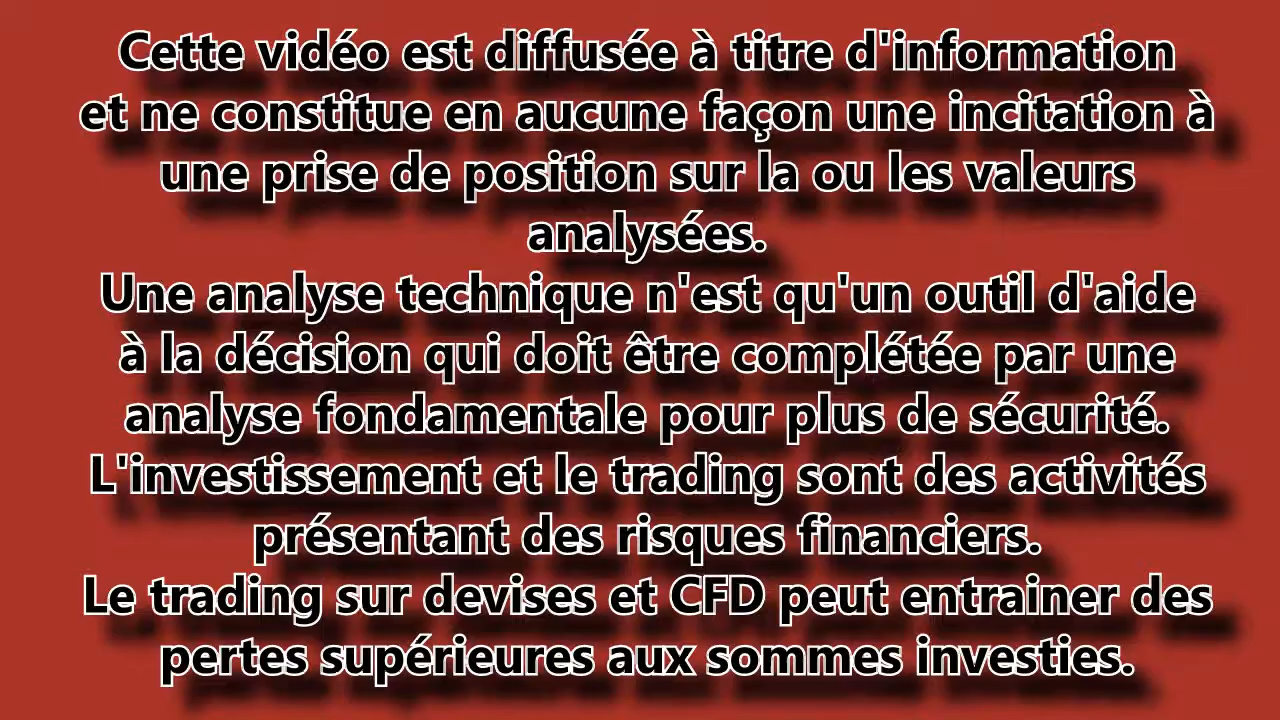 Cette vidéo est diffusée à titre d'information
et ne constitue en aucune façon une incitation à
une prise de position sur la ou les valeurs
analysées.
Une analyse technique n'est qu'un outil d'aide
à la décision qui doit être complétée par une
analyse fondamentale pour plus de sécurité.
L'investissement et le trading sont des activités
présentant des risques financiers.
Le trading sur devises et CFD peut entrainer des
pertes supérieures aux sommes investies.